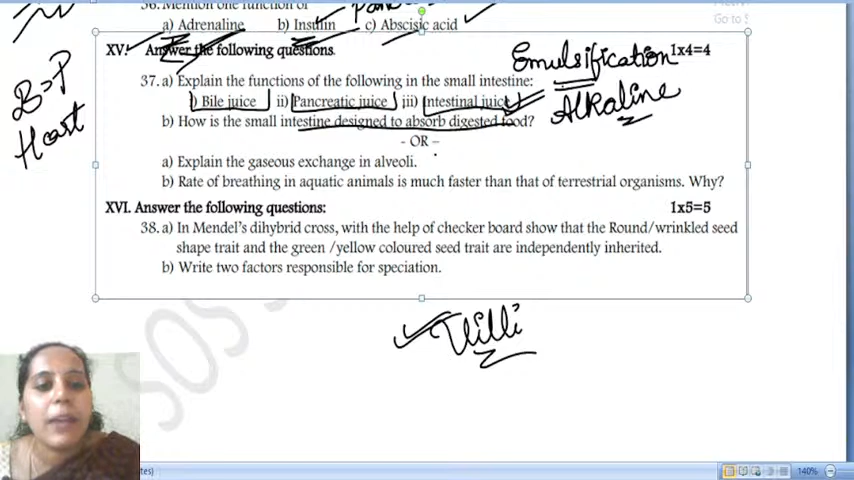 36. Mention one function of
a) Adrenaline b) Insulin c) Abscisic acid
Go to S
XV. Answer the following questions 1x4=4
Emulsification
B=P
Heart
37. a) Explain the functions of the following in the small intestine:
i) Bile juice ii) Pancreatic juice iii) Intestinal juice
Alkaline
b) How is the small intestine designed to absorb digested food?
- OR –
a) Explain the gaseous exchange in alveoli.
b) Rate of breathing in aquatic animals is much faster than that of terrestrial organisms. Why?
XVI. Answer the following questions: 1x5=5
38. a) In Mendel's dihybrid cross, with the help of checker board show that the Round/wrinkled seed
shape trait and the green /yellow coloured seed trait are independently inherited.
b) Write two factors responsible for speciation.
Villi
SOS
tes)
140%